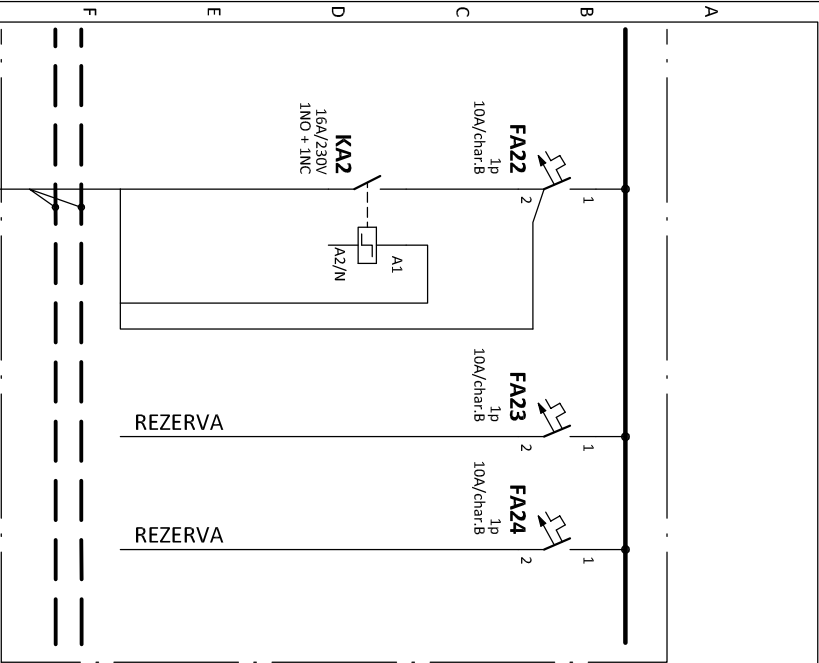 F
E
D
C
B
A
FA22
1p
10A/char.B
1
2
KA2
16A/230V
1NO + 1NC
A1
A2/N
FA23
1p
10A/char.B
1
2
REZERVA
FA24
1p
10A/char.B
1
2
REZERVA